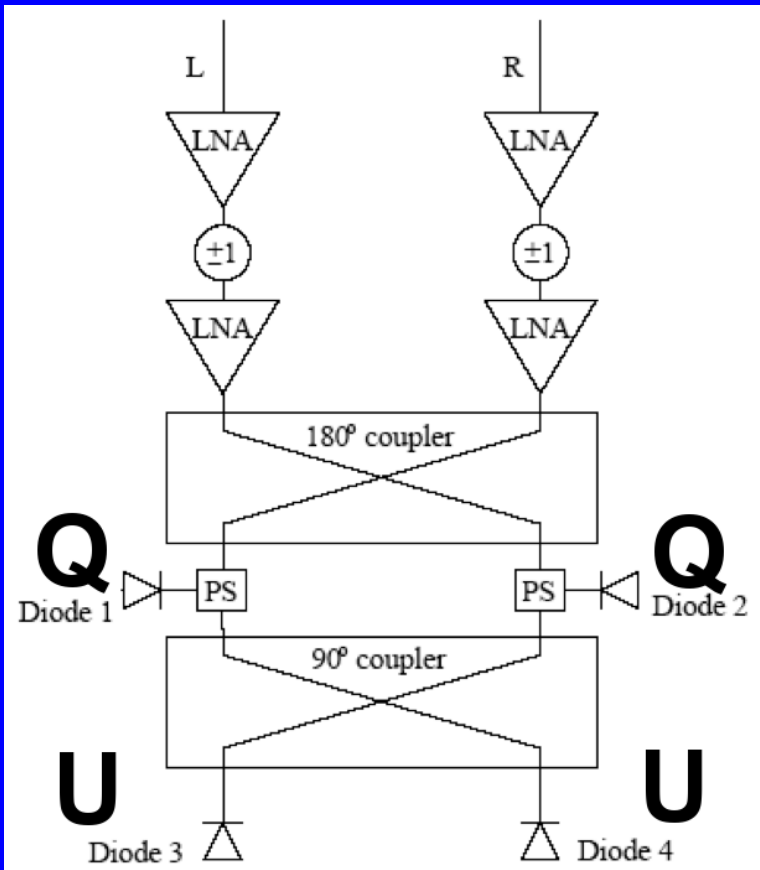 L R
LNA LNA
±1 ±1
LNA LNA
180° coupler
Q Q
PS PS
Diode 1 Diode 2
90° coupler
U U
Diode 3 Diode 4